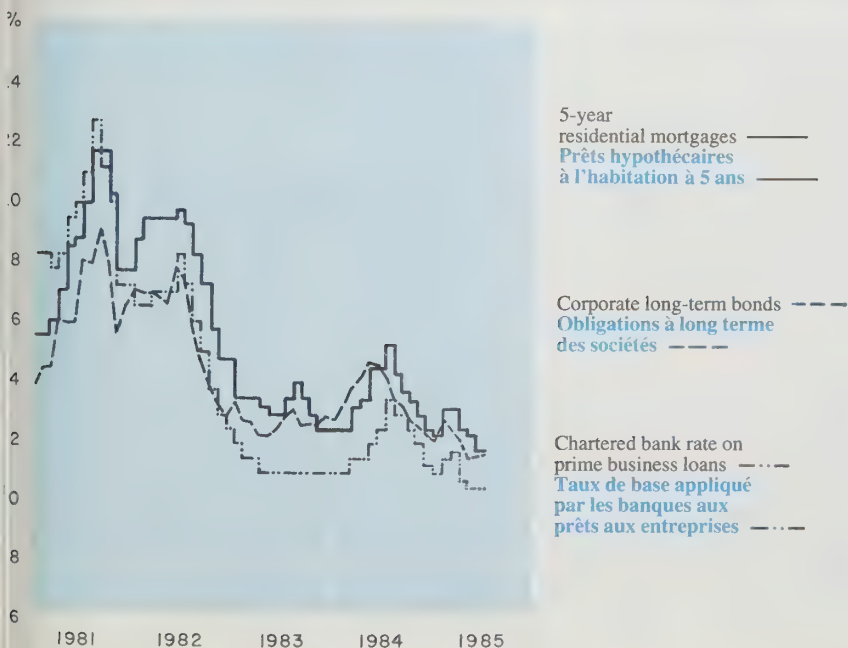 %
4
2
0
8
6
4
2
0
8
6
1981 1982 1983 1984 1985
5-year
residential mortgages
Prêts hypothécaires
à l'habitation à 5 ans
Corporate long-term bonds
Obligations à long terme
des sociétés
Chartered bank rate on
prime business loans
Taux de base appliqué
par les banques aux
prêts aux entreprises